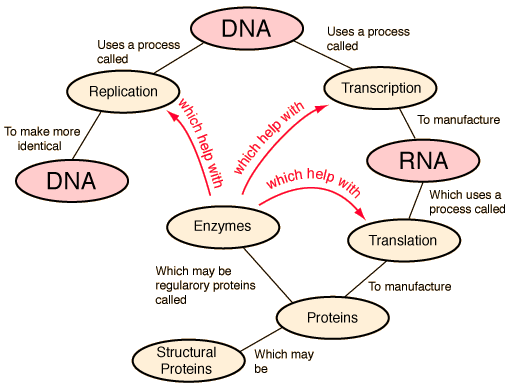 DNA
Uses a process
called
Uses a process
called
Replication
Transcription
which help with
which help with
To make more
identical
To manufacture
DNA
RNA
which help with
Which uses a
process called
Enzymes
Translation
Which may be
regularory proteins
called
To manufacture
Proteins
Structural
Proteins
Which may
be